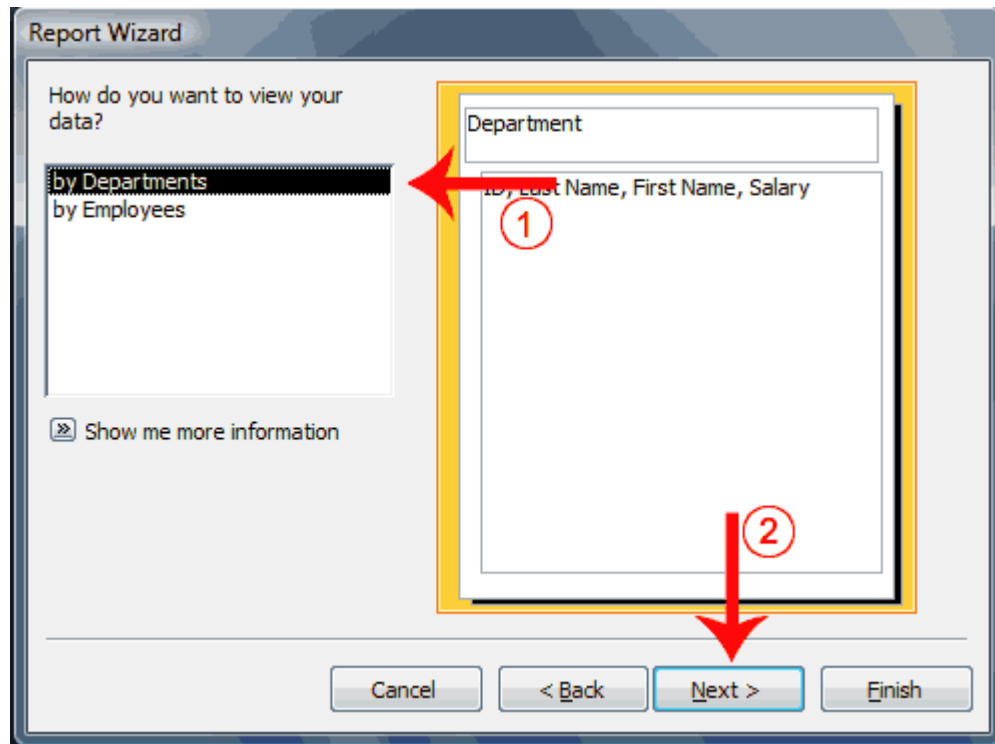 Report Wizard
How do you want to view your
data?
by Departments
by Employees
Show me more information
Department
ID, Last Name, First Name, Salary
1
2
Cancel
< Back
Next >
Finish